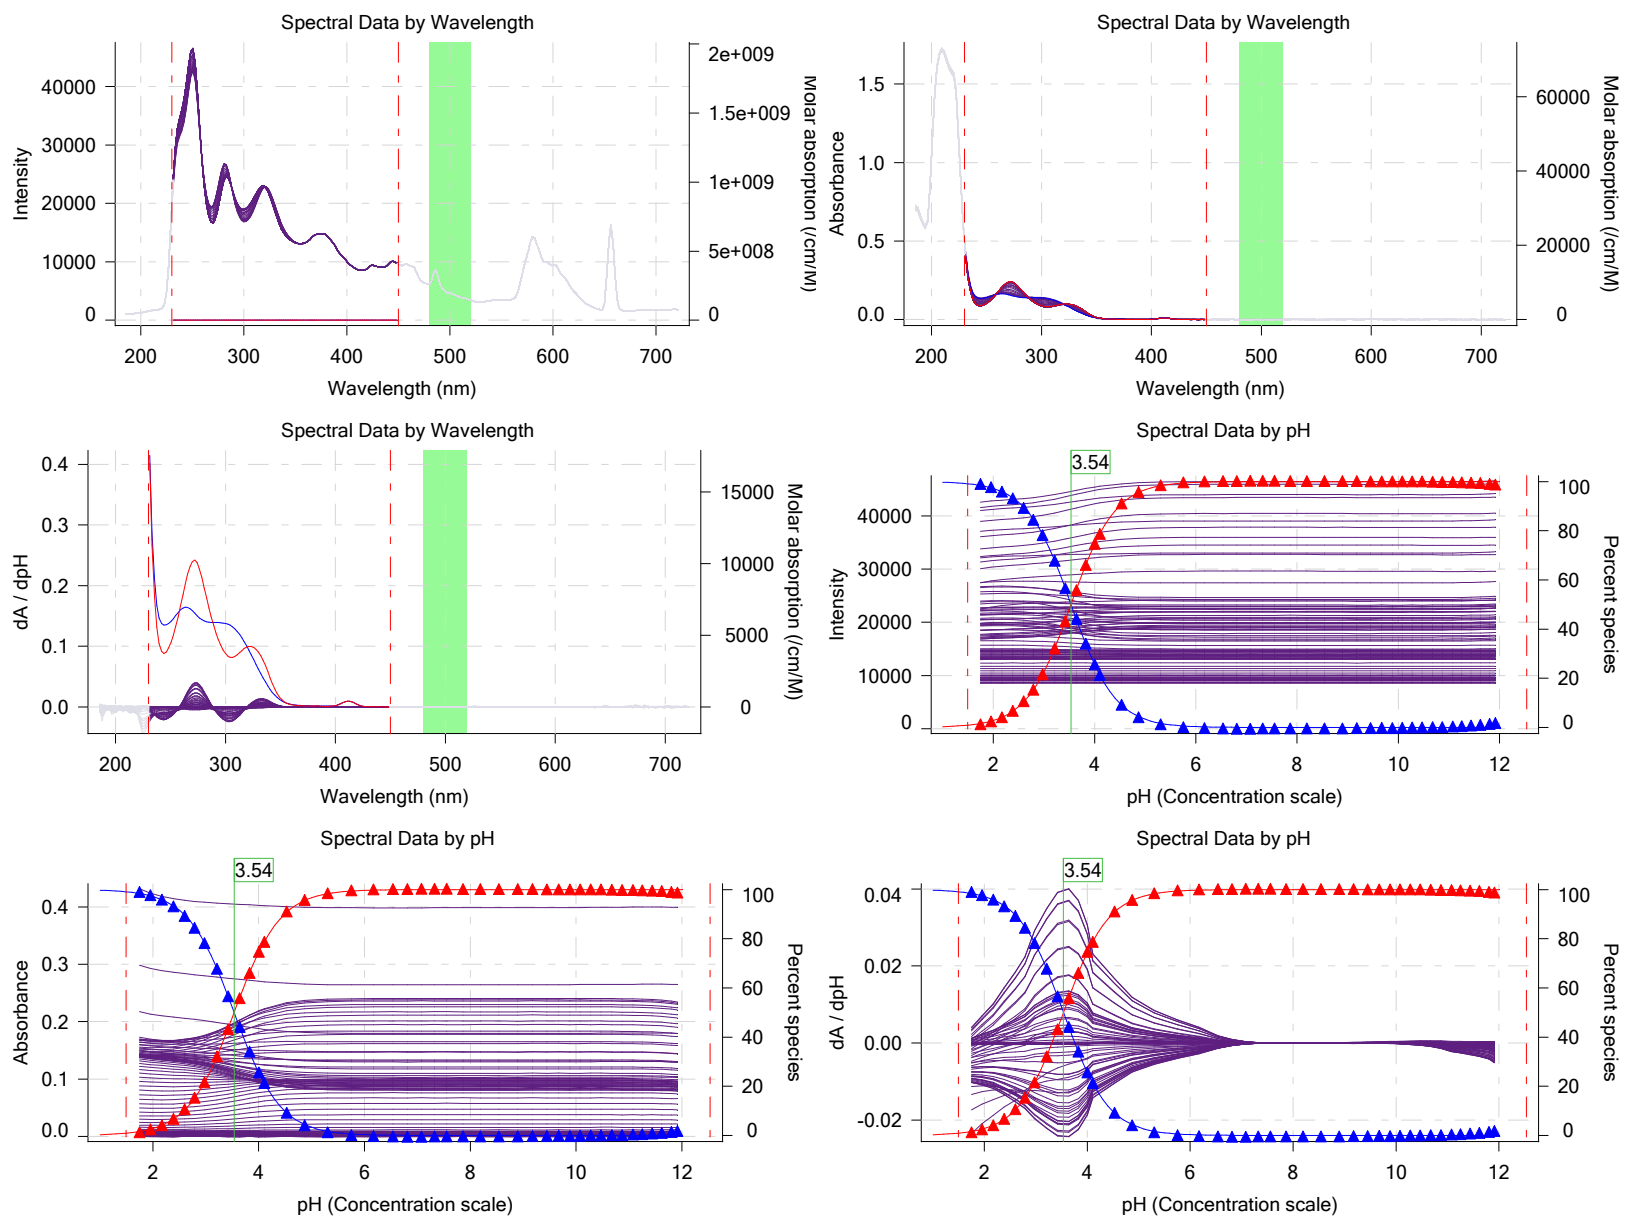 Spectral Data by Wavelength
Intensity
40000
30000
20000
10000
0
2e+009
1.5e+009
1e+009
5e+008
0
Molar absorption (/cm/M)
200 300 400 500 600 700
Wavelength (nm)
Spectral Data by Wavelength
Absorbance
1.5
1.0
0.5
0.0
60000
40000
20000
0
Molar absorption (/cm/M)
200 300 400 500 600 700
Wavelength (nm)
Spectral Data by Wavelength
dA / dpH
0.4
0.3
0.2
0.1
0.0
15000
10000
5000
0
Molar absorption (/cm/M)
200 300 400 500 600 700
Wavelength (nm)
Spectral Data by pH
3.54
Intensity
40000
30000
20000
10000
0
100
80
60
40
20
0
Percent species
2 4 6 8 10 12
pH (Concentration scale)
Spectral Data by pH
3.54
Absorbance
0.4
0.3
0.2
0.1
0.0
100
80
60
40
20
0
Percent species
2 4 6 8 10 12
pH (Concentration scale)
Spectral Data by pH
3.54
dA / dpH
0.04
0.02
0.00
-0.02
100
80
60
40
20
0
Percent species
2 4 6 8 10 12
pH (Concentration scale)